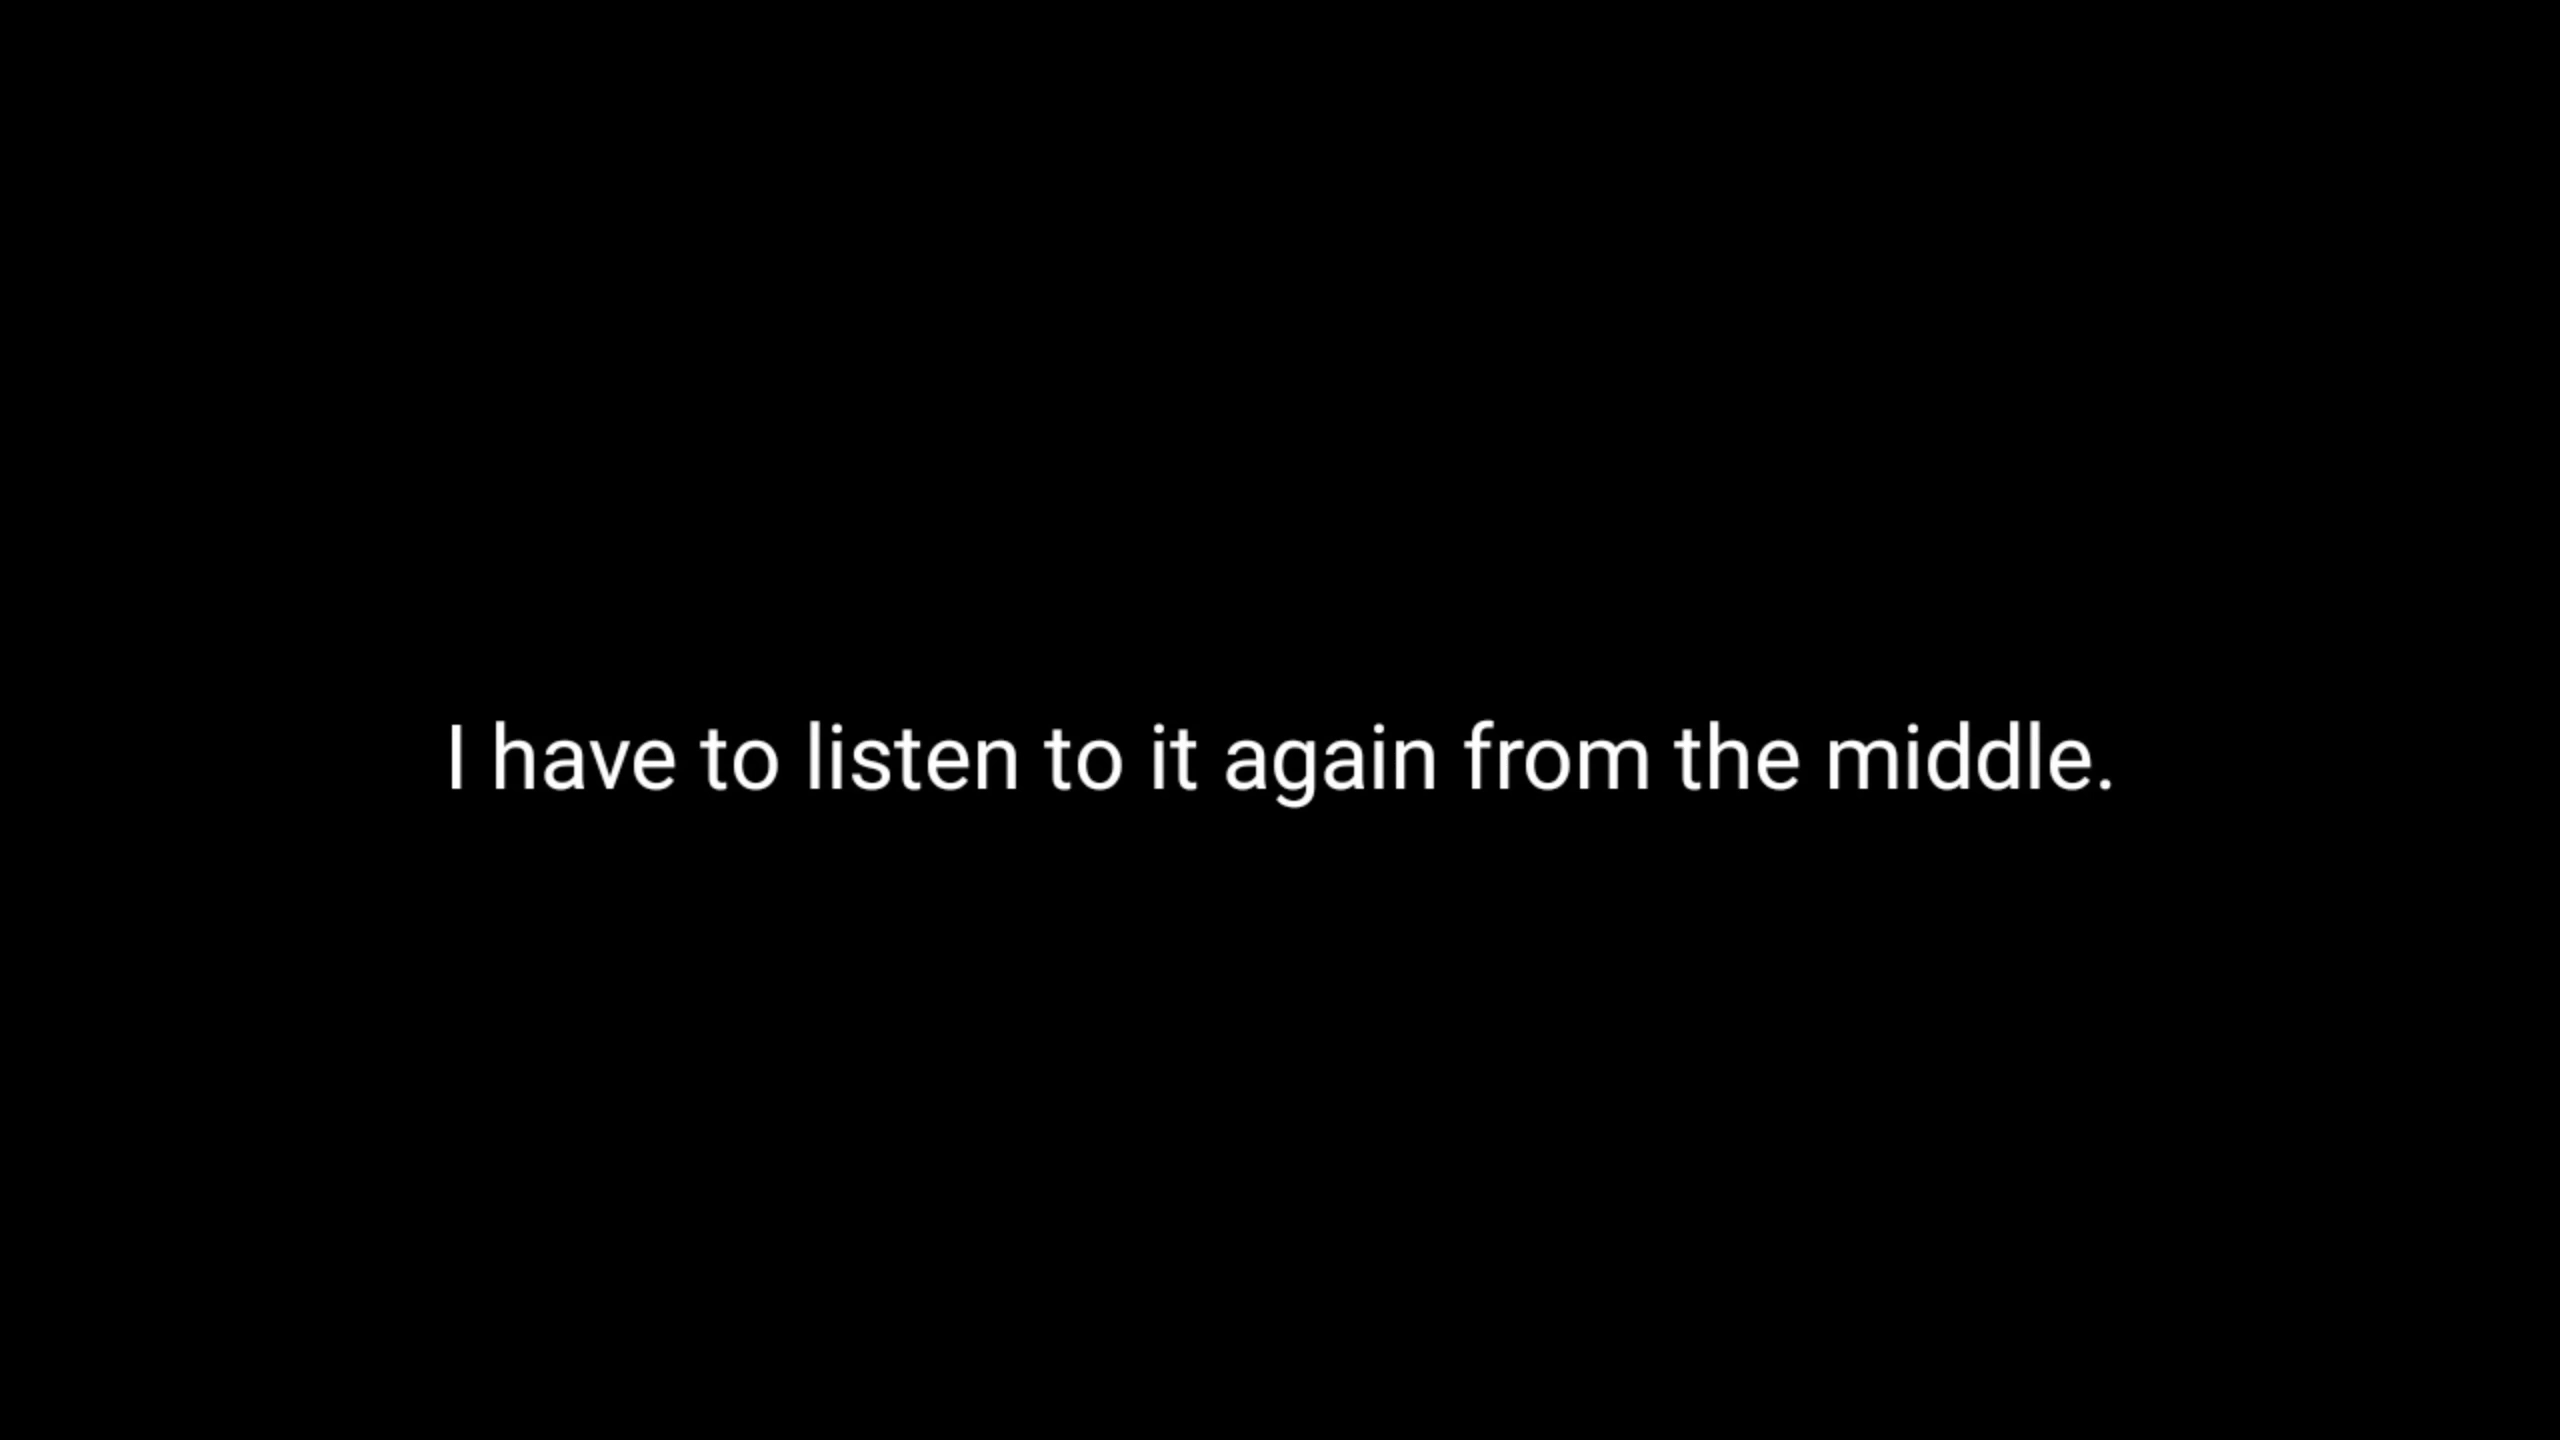 I have to listen to it again from the middle.